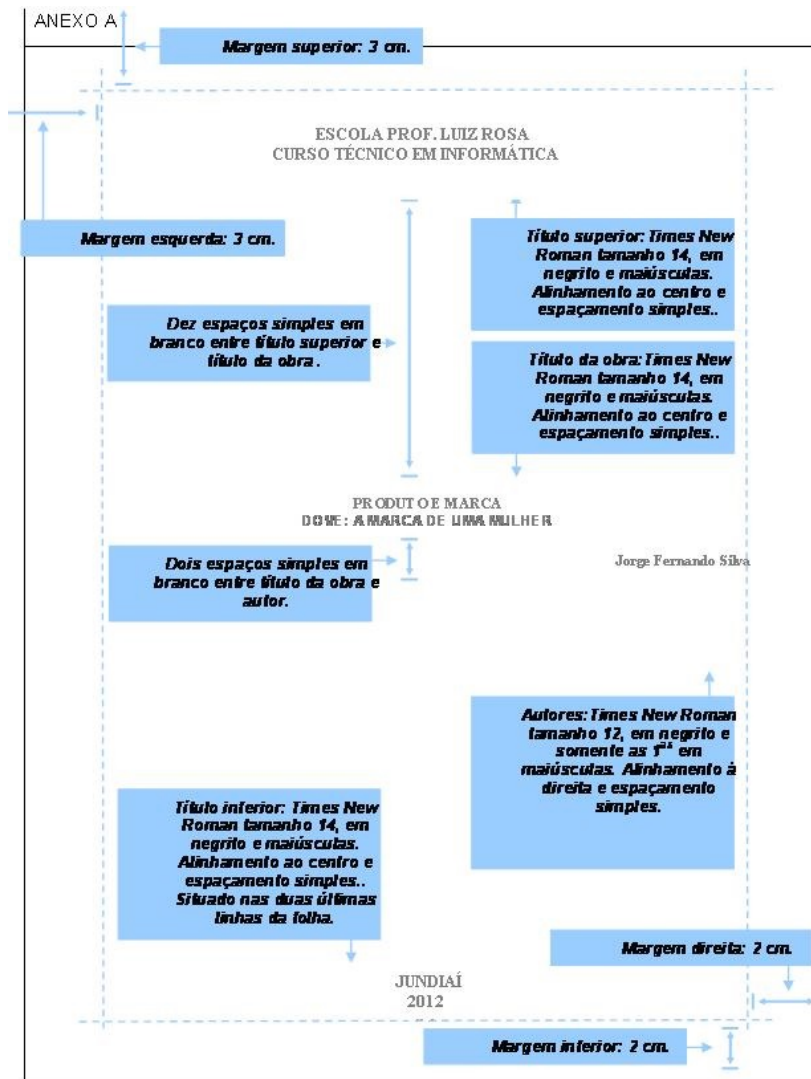 ANEXO A
Margem superior: 3 cm.
ESCOLA PROF. LUIZ ROSA
CURSO TÉCNICO EM INFORMÁTICA
Margem esquerda: 3 cm.
Título superior: Times New
Roman tamanho 14, em
negrito e maiúsculas.
Alinhamento ao centro e
espaçamento simples..
Dez espaços simples em
branco entre título superior e
título da obra .
Título da obra: Times New
Roman tamanho 14, em
negrito e maiúsculas.
Alinhamento ao centro e
espaçamento simples..
PRODUTO E MARCA
DOVE: A MARCA DE UMA MULHER
Dois espaços simples em
branco entre título da obra e
autor.
Jorge Fernando Silva
Autores: Times New Roman
tamanho 12, em negrito e
somente as 1ªs em
maiúsculas. Alinhamento à
direita e espaçamento
simples.
Título inferior: Times New
Roman tamanho 14, em
negrito e maiúsculas.
Alinhamento ao centro e
espaçamento simples..
Situado nas duas últimas
linhas da folha.
Margem direita: 2 cm.
JUNDIAÍ
2012
Margem inferior: 2 cm.